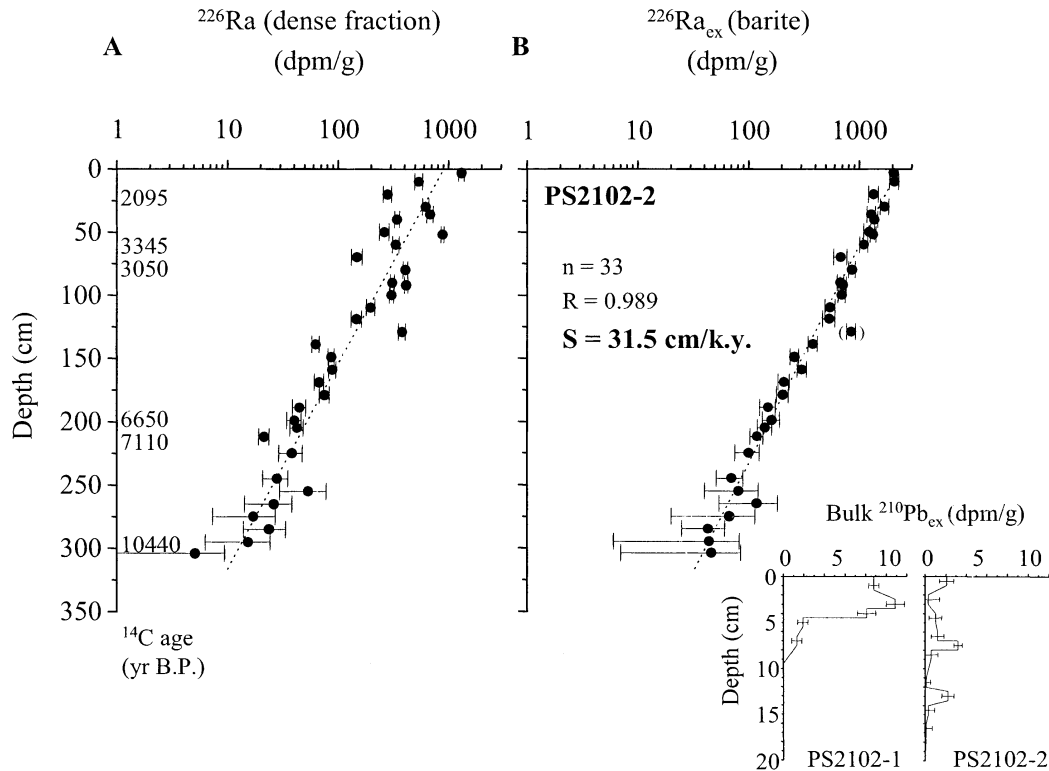 A
²²⁶Ra (dense fraction)
(dpm/g)
1 10 100 1000
0
50
100
150
200
250
300
350
Depth (cm)
2095
3345
3050
6650
7110
10440
¹⁴C age
(yr B.P.)
B
²²⁶Raₑₓ (barite)
(dpm/g)
1 10 100 1000
PS2102-2
n = 33
R = 0.989
S = 31.5 cm/k.y.
( )
Bulk ²¹⁰Pbₑₓ (dpm/g)
0 5 10 0 5 10
0
5
10
15
20
Depth (cm)
PS2102-1 PS2102-2